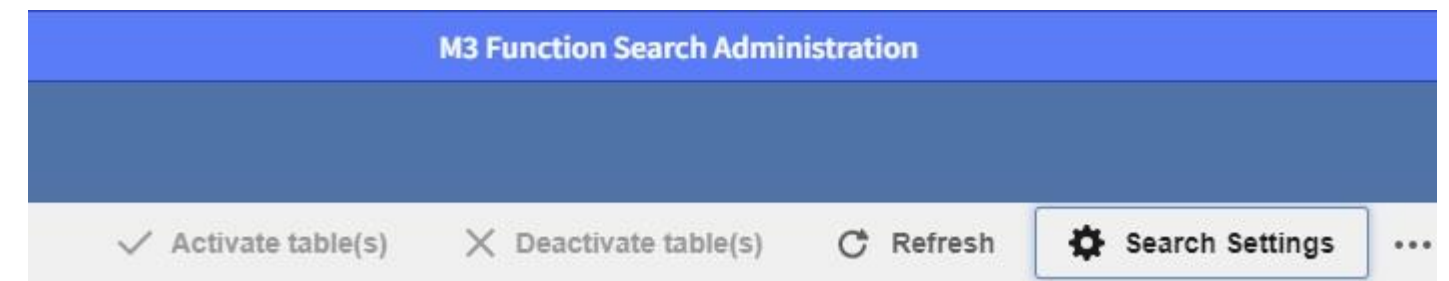 M3 Function Search Administration
Activate table(s) Deactivate table(s) Refresh Search Settings ...